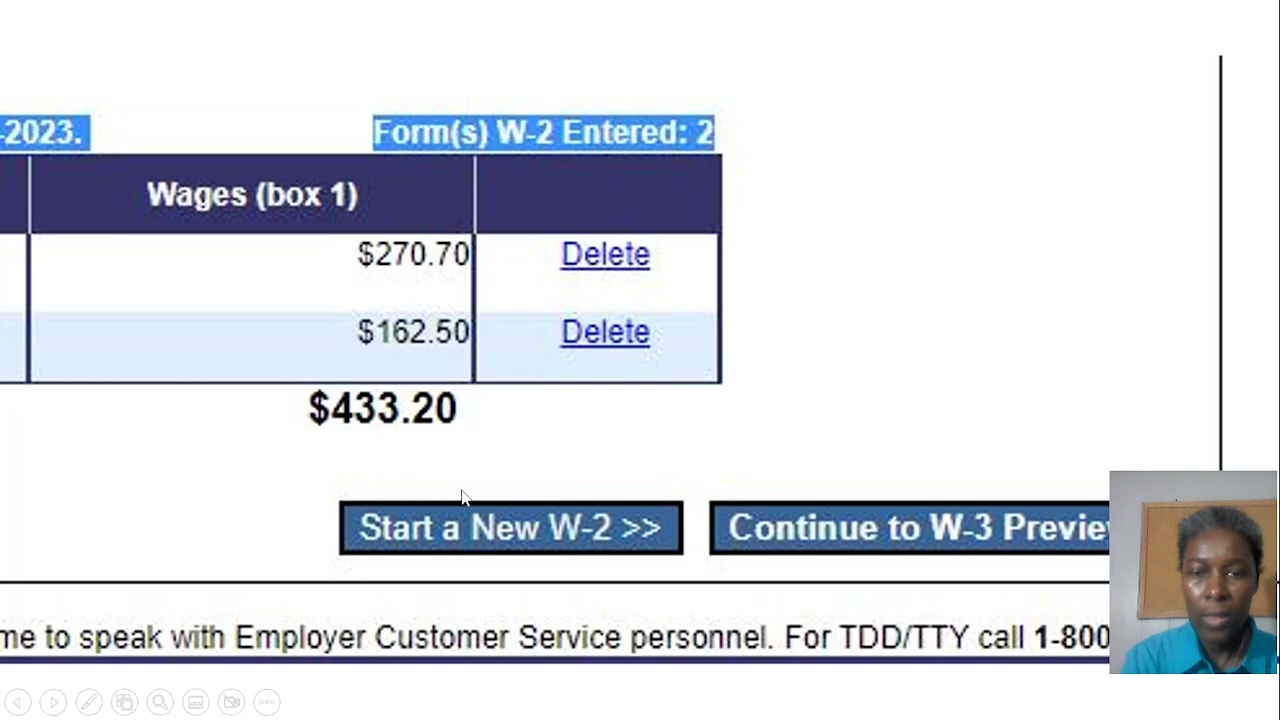 -2023. Form(s) W-2 Entered: 2
Wages (box 1)
$270.70 Delete
$162.50 Delete
$433.20
Start a New W-2 >> Continue to W-3 Preview
me to speak with Employer Customer Service personnel. For TDD/TTY call 1-800